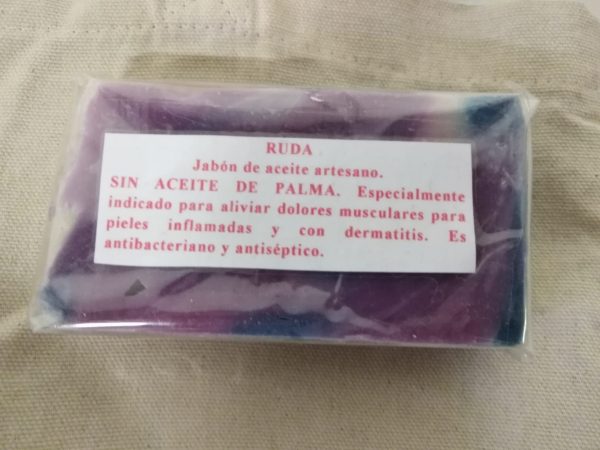 RUDA
Jabón de aceite artesano.
SIN ACEITE DE PALMA. Especialmente
indicado para aliviar dolores musculares para
pieles inflamadas y con dermatitis. Es
antibacteriano y antiséptico.